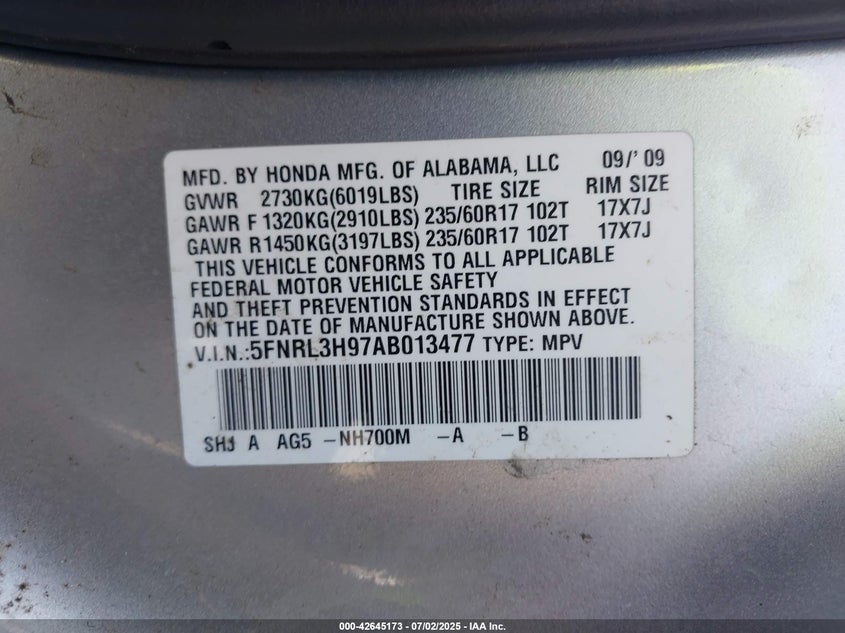 MFD. BY HONDA MFG. OF ALABAMA, LLC 09/' 09
GVWR 2730KG(6019LBS) TIRE SIZE RIM SIZE
GAWR F 1320KG(2910LBS) 235/60R17 102T 17X7J
GAWR R1450KG(3197LBS) 235/60R17 102T 17X7J
THIS VEHICLE CONFORMS TO ALL APPLICABLE
FEDERAL MOTOR VEHICLE SAFETY
AND THEFT PREVENTION STANDARDS IN EFFECT
ON THE DATE OF MANUFACTURE SHOWN ABOVE.
V.I.N.:5FNRL3H97AB013477 TYPE: MPV
SHJ A AG5 -NH700M -A -B
000-42645173 - 07/02/2025 - IAA Inc.